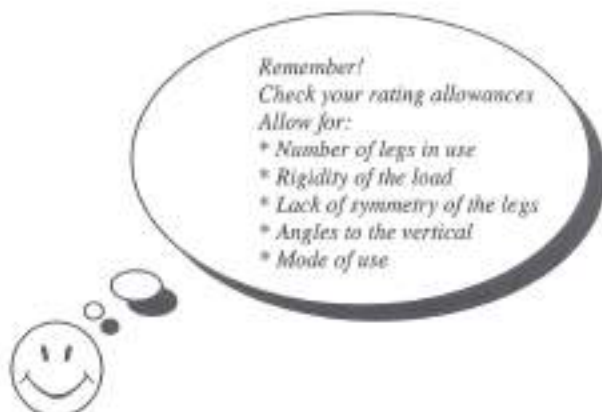 Remember!
Check your rating allowances
Allow for:
* Number of legs in use
* Rigidity of the load
* Lack of symmetry of the legs
* Angles to the vertical
* Mode of use